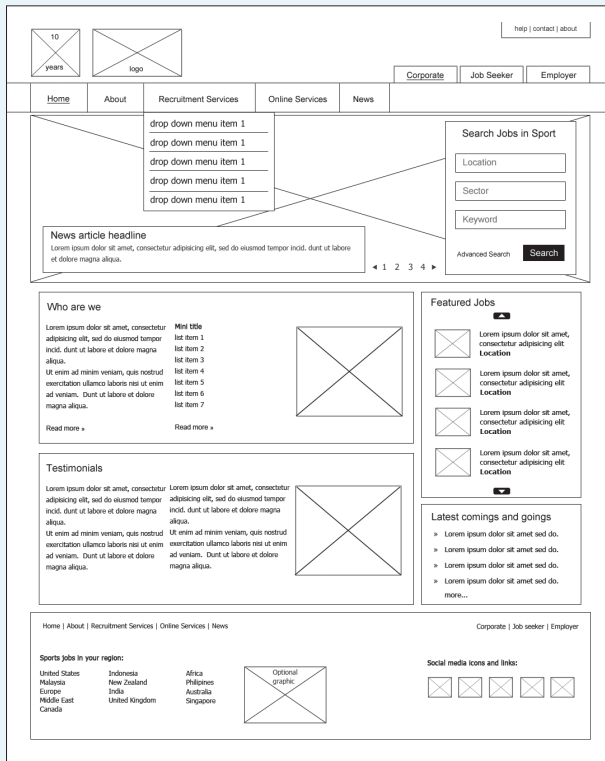 10
years
logo
help | contact | about
Corporate
Job Seeker
Employer
Home
About
Recruitment Services
Online Services
News
drop down menu item 1
drop down menu item 1
drop down menu item 1
drop down menu item 1
drop down menu item 1
Search Jobs in Sport
Location
Sector
Keyword
Advanced Search
Search
News article headline
Lorem ipsum dolor sit amet, consectetur adipisicing elit, sed do eiusmod tempor incid. dunt ut labore
et dolore magna aliqua.
◄ 1 2 3 4 ►
Who are we
Lorem ipsum dolor sit amet, consectetur
adipisicing elit, sed do eiusmod tempor
incid. dunt ut labore et dolore magna
aliqua.
Ut enim ad minim veniam, quis nostrud
exercitation ullamco laboris nisi ut enim
ad veniam. Dunt ut labore et dolore
magna aliqua.
Read more »
Mini title
list item 1
list item 2
list item 3
list item 4
list item 5
list item 6
list item 7
Read more »
Featured Jobs
Lorem ipsum dolor sit amet,
consectetur adipisicing elit
Location
Lorem ipsum dolor sit amet,
consectetur adipisicing elit
Location
Lorem ipsum dolor sit amet,
consectetur adipisicing elit
Location
Lorem ipsum dolor sit amet,
consectetur adipisicing elit
Location
Testimonials
Lorem ipsum dolor sit amet, consectetur
adipisicing elit, sed do eiusmod tempor
incid. dunt ut labore et dolore magna
aliqua.
Ut enim ad minim veniam, quis nostrud
exercitation ullamco laboris nisi ut enim
ad veniam. Dunt ut labore et dolore
magna aliqua.
Lorem ipsum dolor sit amet, consectetur
adipisicing elit, sed do eiusmod tempor
incid. dunt ut labore et dolore magna
aliqua.
Ut enim ad minim veniam, quis nostrud
exercitation ullamco laboris nisi ut enim
ad veniam. Dunt ut labore et dolore
magna aliqua.
Latest comings and goings
» Lorem ipsum dolor sit amet sed do.
» Lorem ipsum dolor sit amet sed do.
» Lorem ipsum dolor sit amet sed do.
» Lorem ipsum dolor sit amet sed do.
more...
Home | About | Recruitment Services | Online Services | News
Corporate | Job seeker | Employer
Sports jobs in your region:
United States
Malaysia
Europe
Middle East
Canada
Indonesia
New Zealand
India
United Kingdom
Africa
Philipines
Australia
Singapore
Optional
graphic
Social media icons and links: